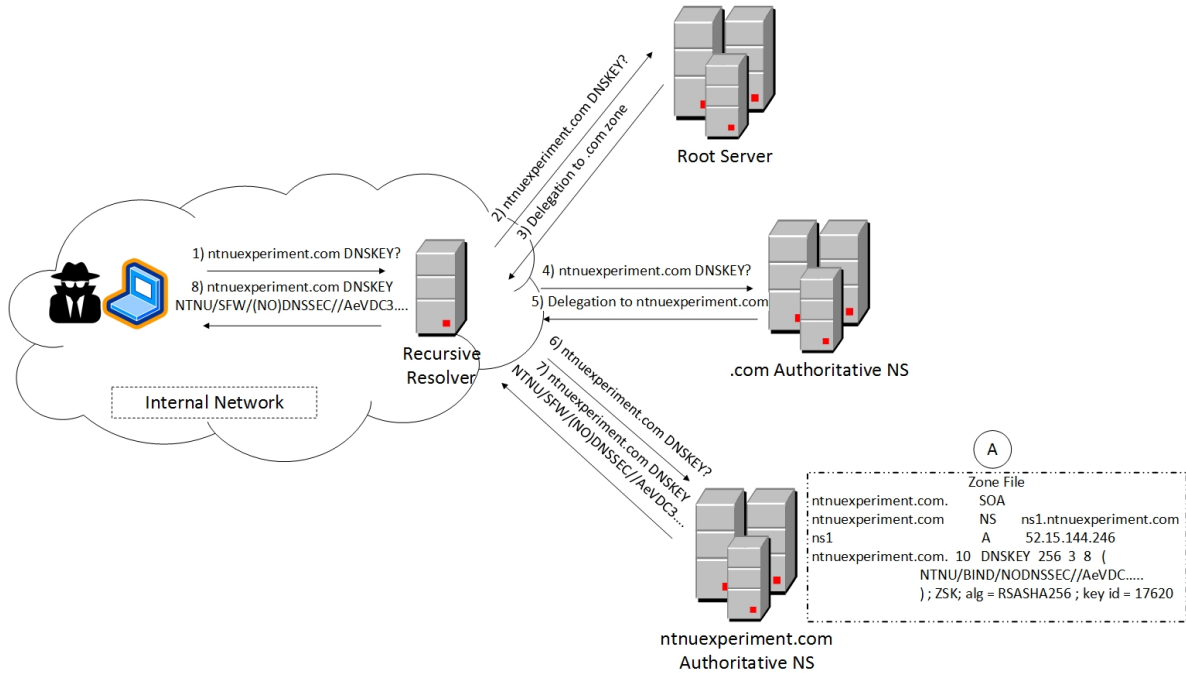 Root Server
2) ntnuexperiment.com DNSKEY?
3) Delegation to .com zone
1) ntnuexperiment.com DNSKEY?
8) ntnuexperiment.com DNSKEY
NTNU/SFW/(NO)DNSSEC//AeVDC3....
Recursive
Resolver
Internal Network
4) ntnuexperiment.com DNSKEY?
5) Delegation to ntnuexperiment.com
.com Authoritative NS
6) ntnuexperiment.com DNSKEY?
7) ntnuexperiment.com DNSKEY
NTNU/SFW/(NO)DNSSEC//AeVDC3....
ntnuexperiment.com
Authoritative NS
A
Zone File
ntnuexperiment.com. SOA
ntnuexperiment.com NS ns1.ntnuexperiment.com
ns1 A 52.15.144.246
ntnuexperiment.com. 10 DNSKEY 256 3 8 (
NTNU/BIND/NODNSSEC//AeVDC.....
) ; ZSK; alg = RSASHA256 ; key id = 17620